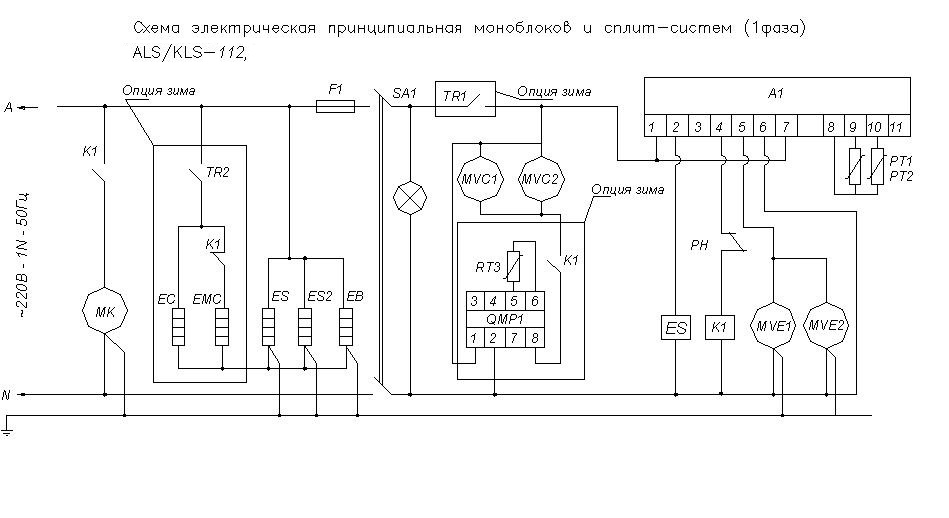 Схема электрическая принципиальная моноблоков и сплит-систем (1фаза)
ALS/KLS-112,
Опция зима
F1
SA1
TR1
Опция зима
A1
A
1 2 3 4 5 6 7 8 9 10 11
K1
TR2
MVC1
MVC2
PT1
PT2
Опция зима
~220В - 1N - 50Гц
K1
PH
RT3
K1
EC
EMC
ES
ES2
EB
3 4 5 6
QMP1
1 2 7 8
MK
ES
K1
MVE1
MVE2
N